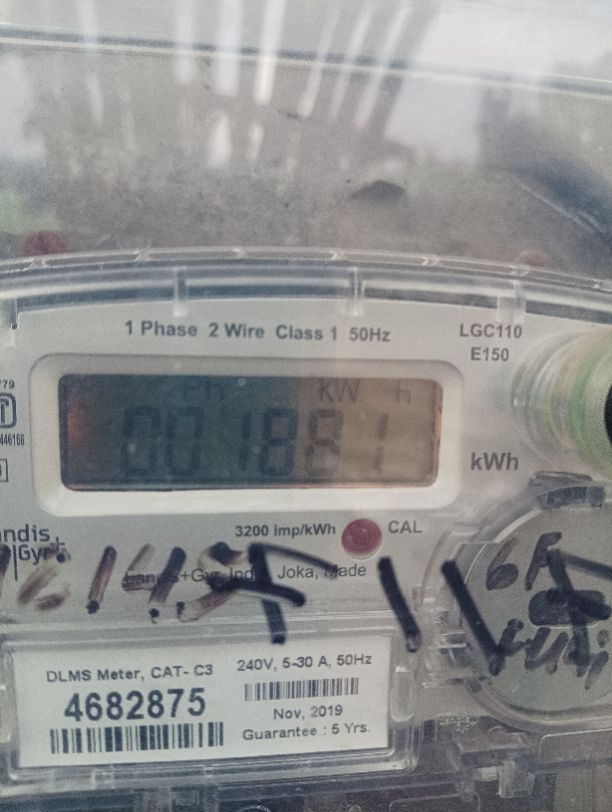 1 Phase 2 Wire Class 1 50Hz
LGC110
E150
Ph kW h
001881
kWh
3200 imp/kWh
CAL
Gyr+
Joka, Made
DLMS Meter, CAT- C3
4682875
240V, 5-30 A, 50Hz
Nov, 2019
Guarantee : 5 Yrs.